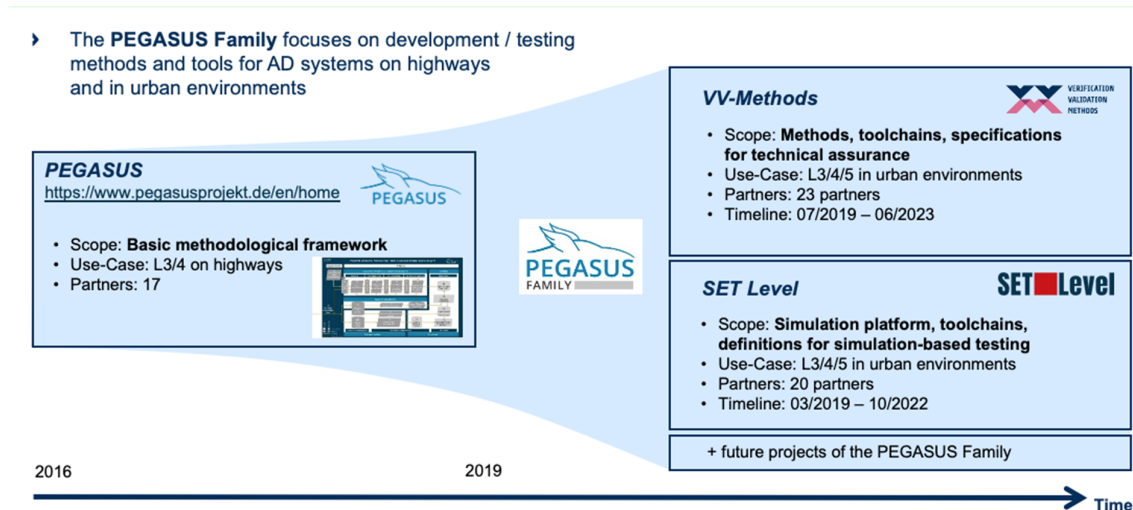 The PEGASUS Family focuses on development / testing
methods and tools for AD systems on highways
and in urban environments
PEGASUS
https://www.pegasusprojekt.de/en/home
PEGASUS
• Scope: Basic methodological framework
• Use-Case: L3/4 on highways
• Partners: 17
PEGASUS
FAMILY
VV-Methods
VERIFICATION
VALIDATION
METHODS
• Scope: Methods, toolchains, specifications
for technical assurance
• Use-Case: L3/4/5 in urban environments
• Partners: 23 partners
• Timeline: 07/2019 – 06/2023
SET Level
SET Level
• Scope: Simulation platform, toolchains,
definitions for simulation-based testing
• Use-Case: L3/4/5 in urban environments
• Partners: 20 partners
• Timeline: 03/2019 – 10/2022
+ future projects of the PEGASUS Family
2016
2019
Time